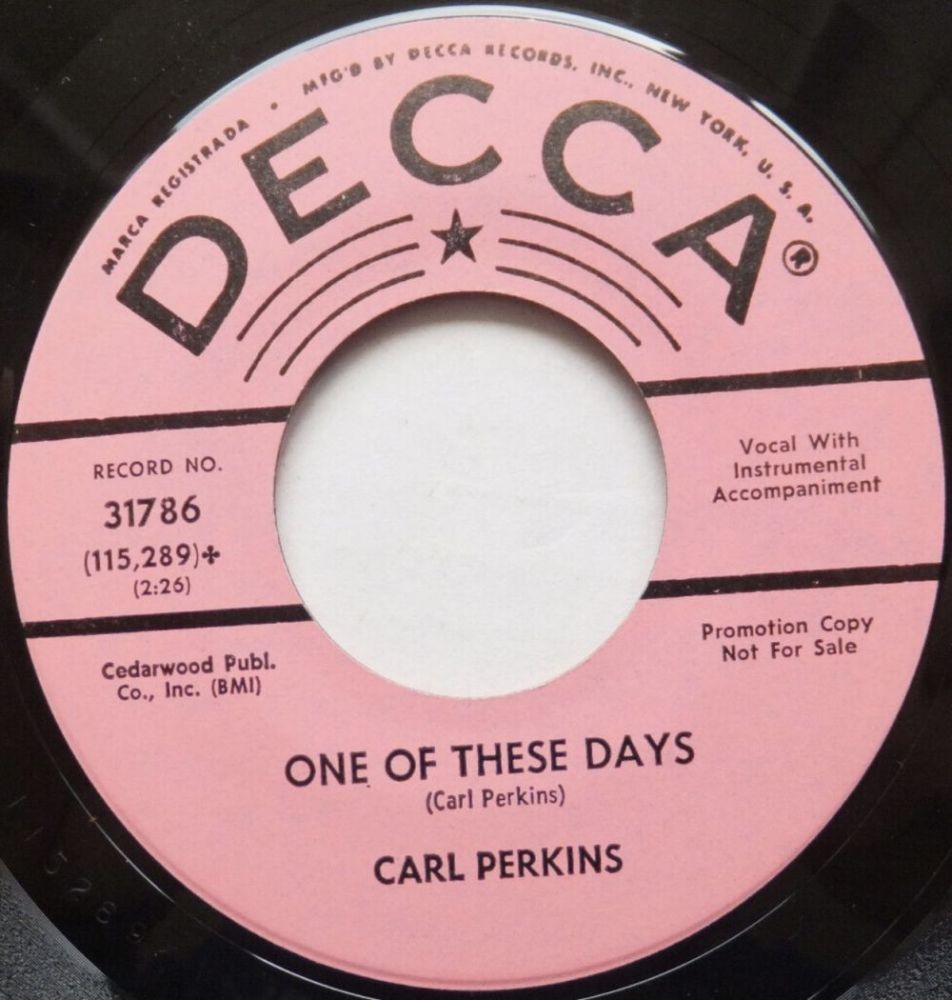 MARCA REGISTRADA • MFG'D BY DECCA RECORDS, INC., NEW YORK, U. S. A.
DECCA®
RECORD NO.
31786
(115,289)✤
(2:26)
Vocal With
Instrumental
Accompaniment
Cedarwood Publ.
Co., Inc. (BMI)
Promotion Copy
Not For Sale
ONE OF THESE DAYS
(Carl Perkins)
CARL PERKINS